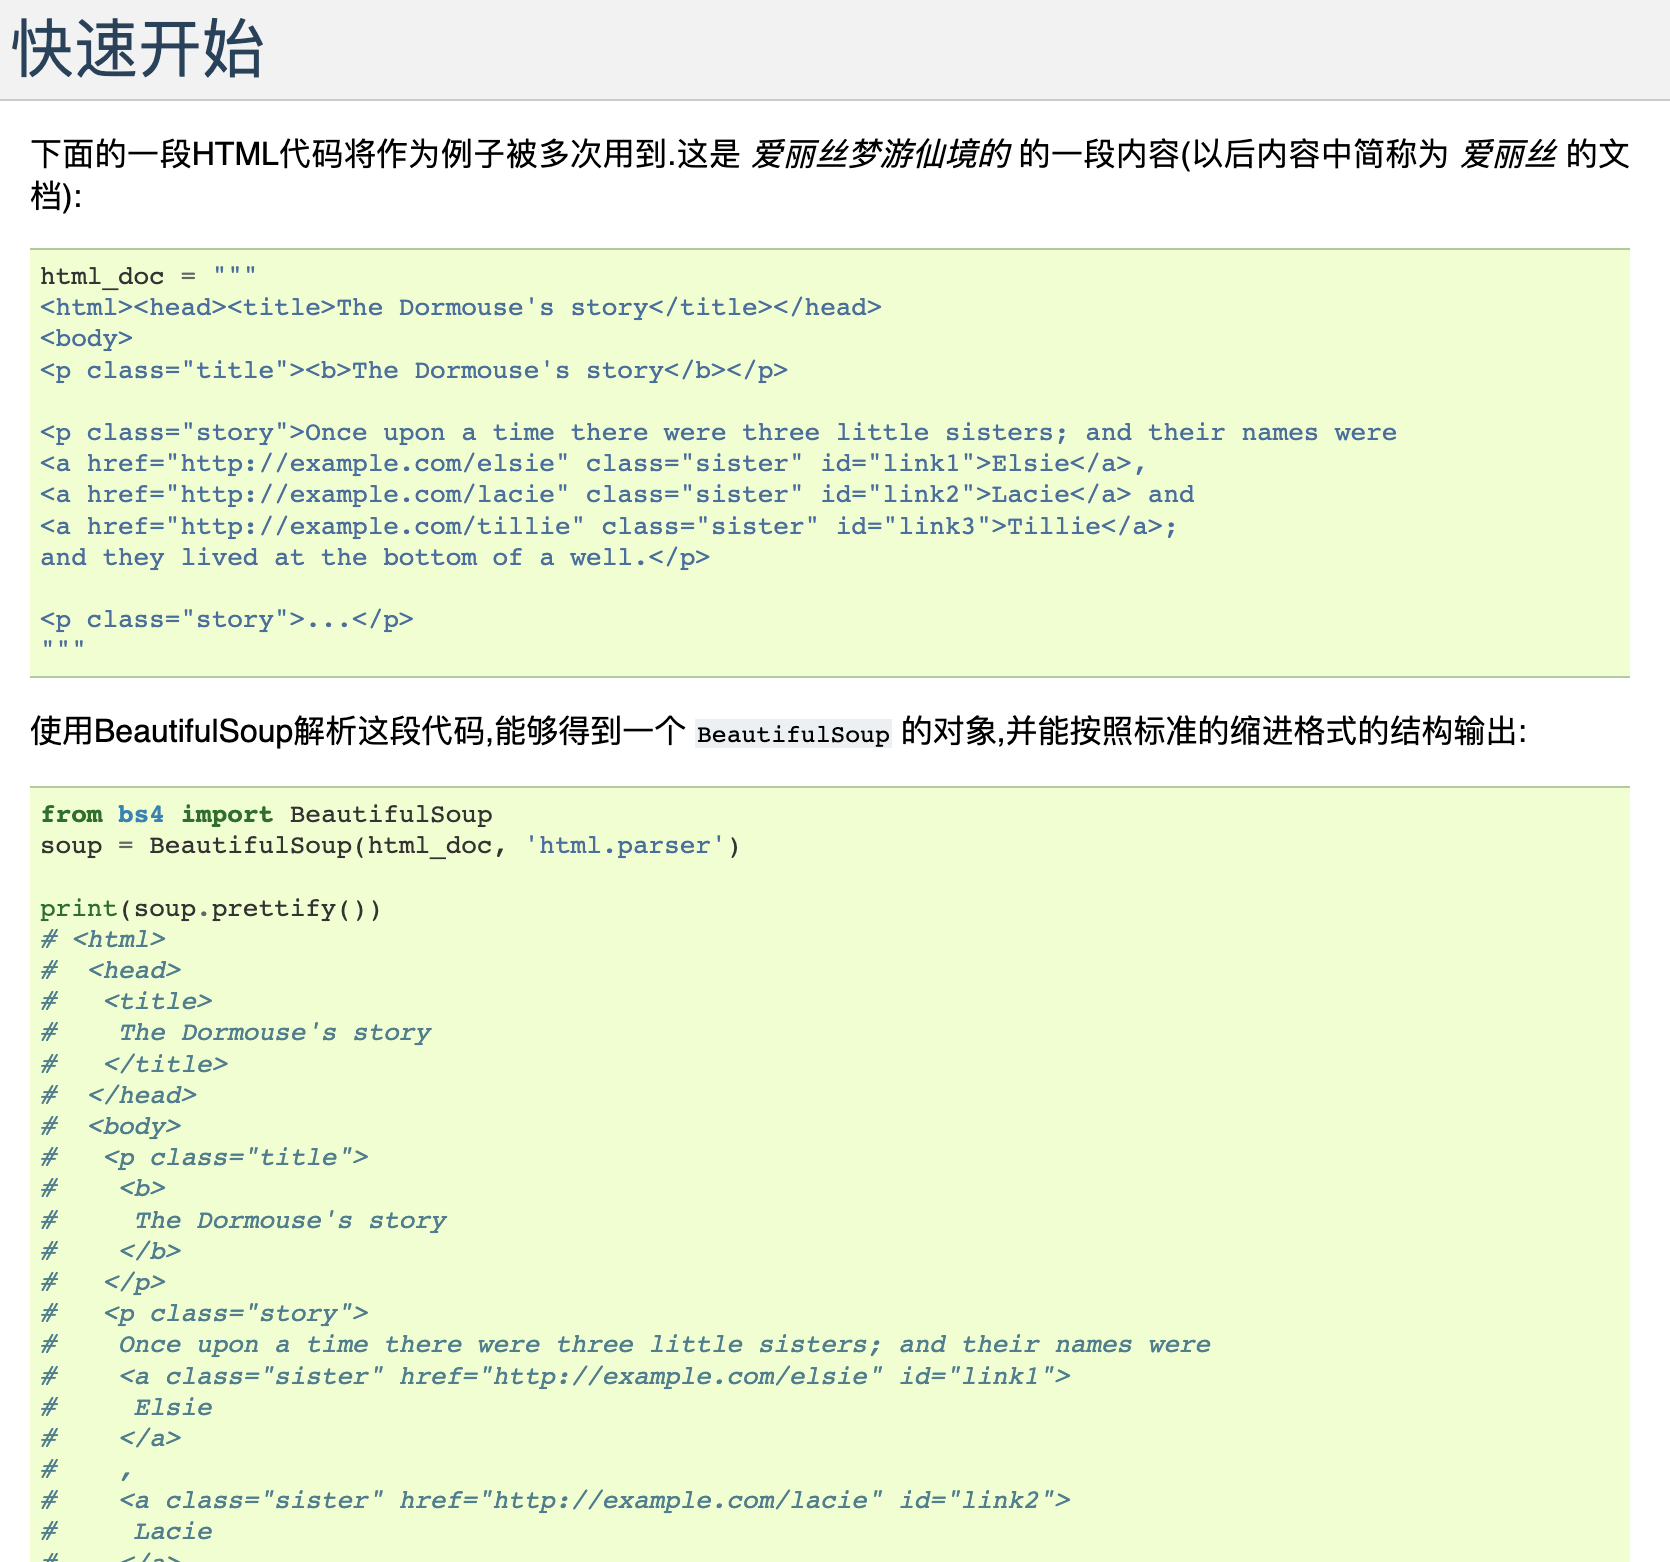 快速开始
下面的一段HTML代码将作为例子被多次用到.这是 爱丽丝梦游仙境的 的一段内容(以后内容中简称为 爱丽丝 的文
档):
html_doc = """
<html><head><title>The Dormouse's story</title></head>
<body>
<p class="title"><b>The Dormouse's story</b></p>

<p class="story">Once upon a time there were three little sisters; and their names were
<a href="http://example.com/elsie" class="sister" id="link1">Elsie</a>,
<a href="http://example.com/lacie" class="sister" id="link2">Lacie</a> and
<a href="http://example.com/tillie" class="sister" id="link3">Tillie</a>;
and they lived at the bottom of a well.</p>

<p class="story">...</p>
"""
使用BeautifulSoup解析这段代码,能够得到一个 BeautifulSoup 的对象,并能按照标准的缩进格式的结构输出:
from bs4 import BeautifulSoup
soup = BeautifulSoup(html_doc, 'html.parser')

print(soup.prettify())
# <html>
#  <head>
#   <title>
#    The Dormouse's story
#   </title>
#  </head>
#  <body>
#   <p class="title">
#    <b>
#     The Dormouse's story
#    </b>
#   </p>
#   <p class="story">
#    Once upon a time there were three little sisters; and their names were
#    <a class="sister" href="http://example.com/elsie" id="link1">
#     Elsie
#    </a>
#    ,
#    <a class="sister" href="http://example.com/lacie" id="link2">
#     Lacie
#    </a>